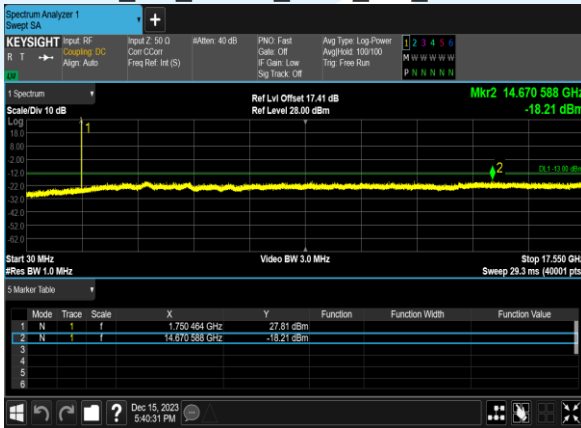 Spectrum Analyzer 1
Swept SA
KEYSIGHT Input: RF Input Z: 50 Ω #Atten: 40 dB PNO: Fast Avg Type: Log-Power 1 2 3 4 5 6
R T Coupling: DC Corr CCorr Gate: Off Avg|Hold: 100/100 M W W W W W
Align: Auto Freq Ref: Int (S) IF Gain: Low Trig: Free Run
Sig Track: Off P N N N N N
1 Spectrum Ref Lvl Offset 17.41 dB Mkr2 14.670 588 GHz
Scale/Div 10 dB Ref Level 28.00 dBm -18.21 dBm
Log
18.0
8.00
-2.00
-12.0
-22.0
-32.0
-42.0
-52.0
-62.0
1
2
DL1 -13.00 dBm
Start 30 MHz Video BW 3.0 MHz Stop 17.550 GHz
#Res BW 1.0 MHz Sweep 29.3 ms (40001 pts)
5 Marker Table
Mode Trace Scale X Y Function Function Width Function Value
1 N 1 f 1.750 464 GHz 27.81 dBm
2 N 1 f 14.670 588 GHz -18.21 dBm
3
4
5
6
? Dec 15, 2023
5:40:31 PM